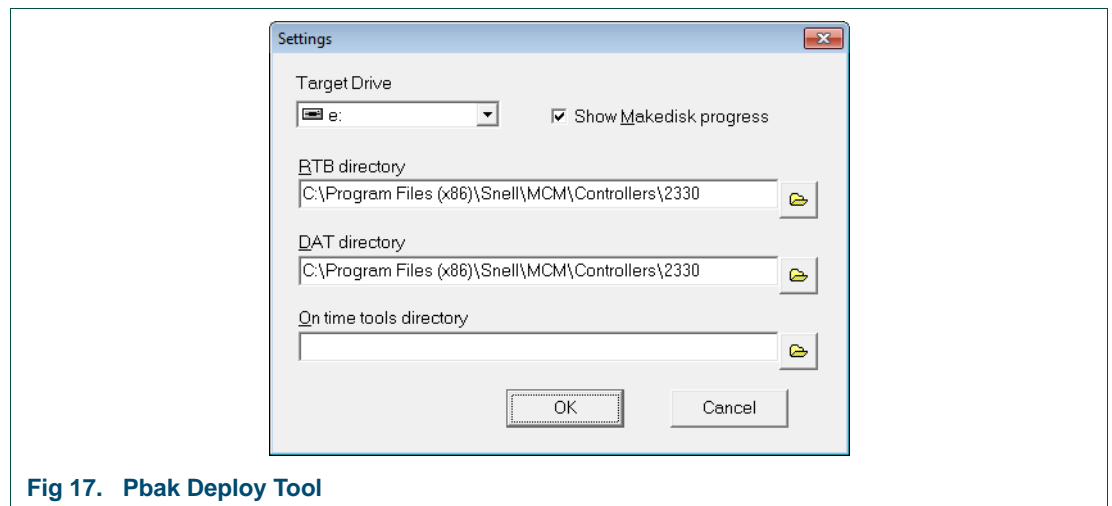 Settings
Target Drive
e:
Show Makedisk progress
RTB directory
C:\Program Files (x86)\Snell\MCM\Controllers\2330
DAT directory
C:\Program Files (x86)\Snell\MCM\Controllers\2330
On time tools directory
OK Cancel
Fig 17. Pbak Deploy Tool